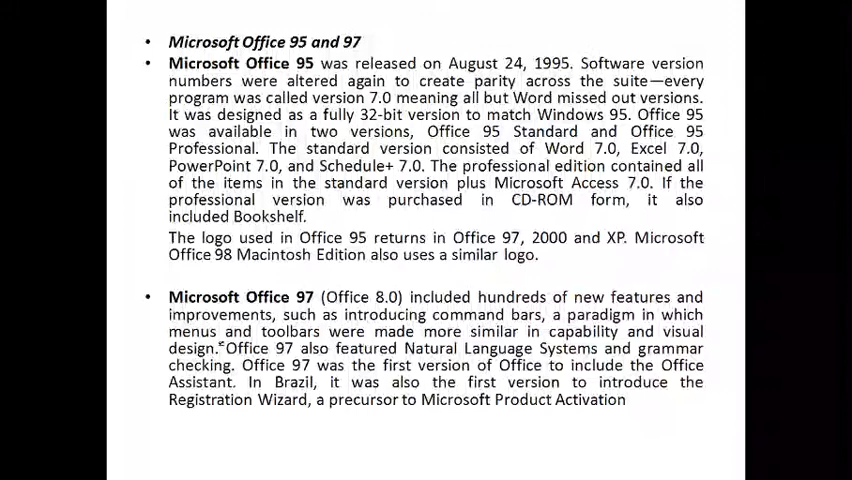 • Microsoft Office 95 and 97
• Microsoft Office 95 was released on August 24, 1995. Software version
numbers were altered again to create parity across the suite—every
program was called version 7.0 meaning all but Word missed out versions.
It was designed as a fully 32-bit version to match Windows 95. Office 95
was available in two versions, Office 95 Standard and Office 95
Professional. The standard version consisted of Word 7.0, Excel 7.0,
PowerPoint 7.0, and Schedule+ 7.0. The professional edition contained all
of the items in the standard version plus Microsoft Access 7.0. If the
professional version was purchased in CD-ROM form, it also
included Bookshelf.
The logo used in Office 95 returns in Office 97, 2000 and XP. Microsoft
Office 98 Macintosh Edition also uses a similar logo.
• Microsoft Office 97 (Office 8.0) included hundreds of new features and
improvements, such as introducing command bars, a paradigm in which
menus and toolbars were made more similar in capability and visual
design. Office 97 also featured Natural Language Systems and grammar
checking. Office 97 was the first version of Office to include the Office
Assistant. In Brazil, it was also the first version to introduce the
Registration Wizard, a precursor to Microsoft Product Activation